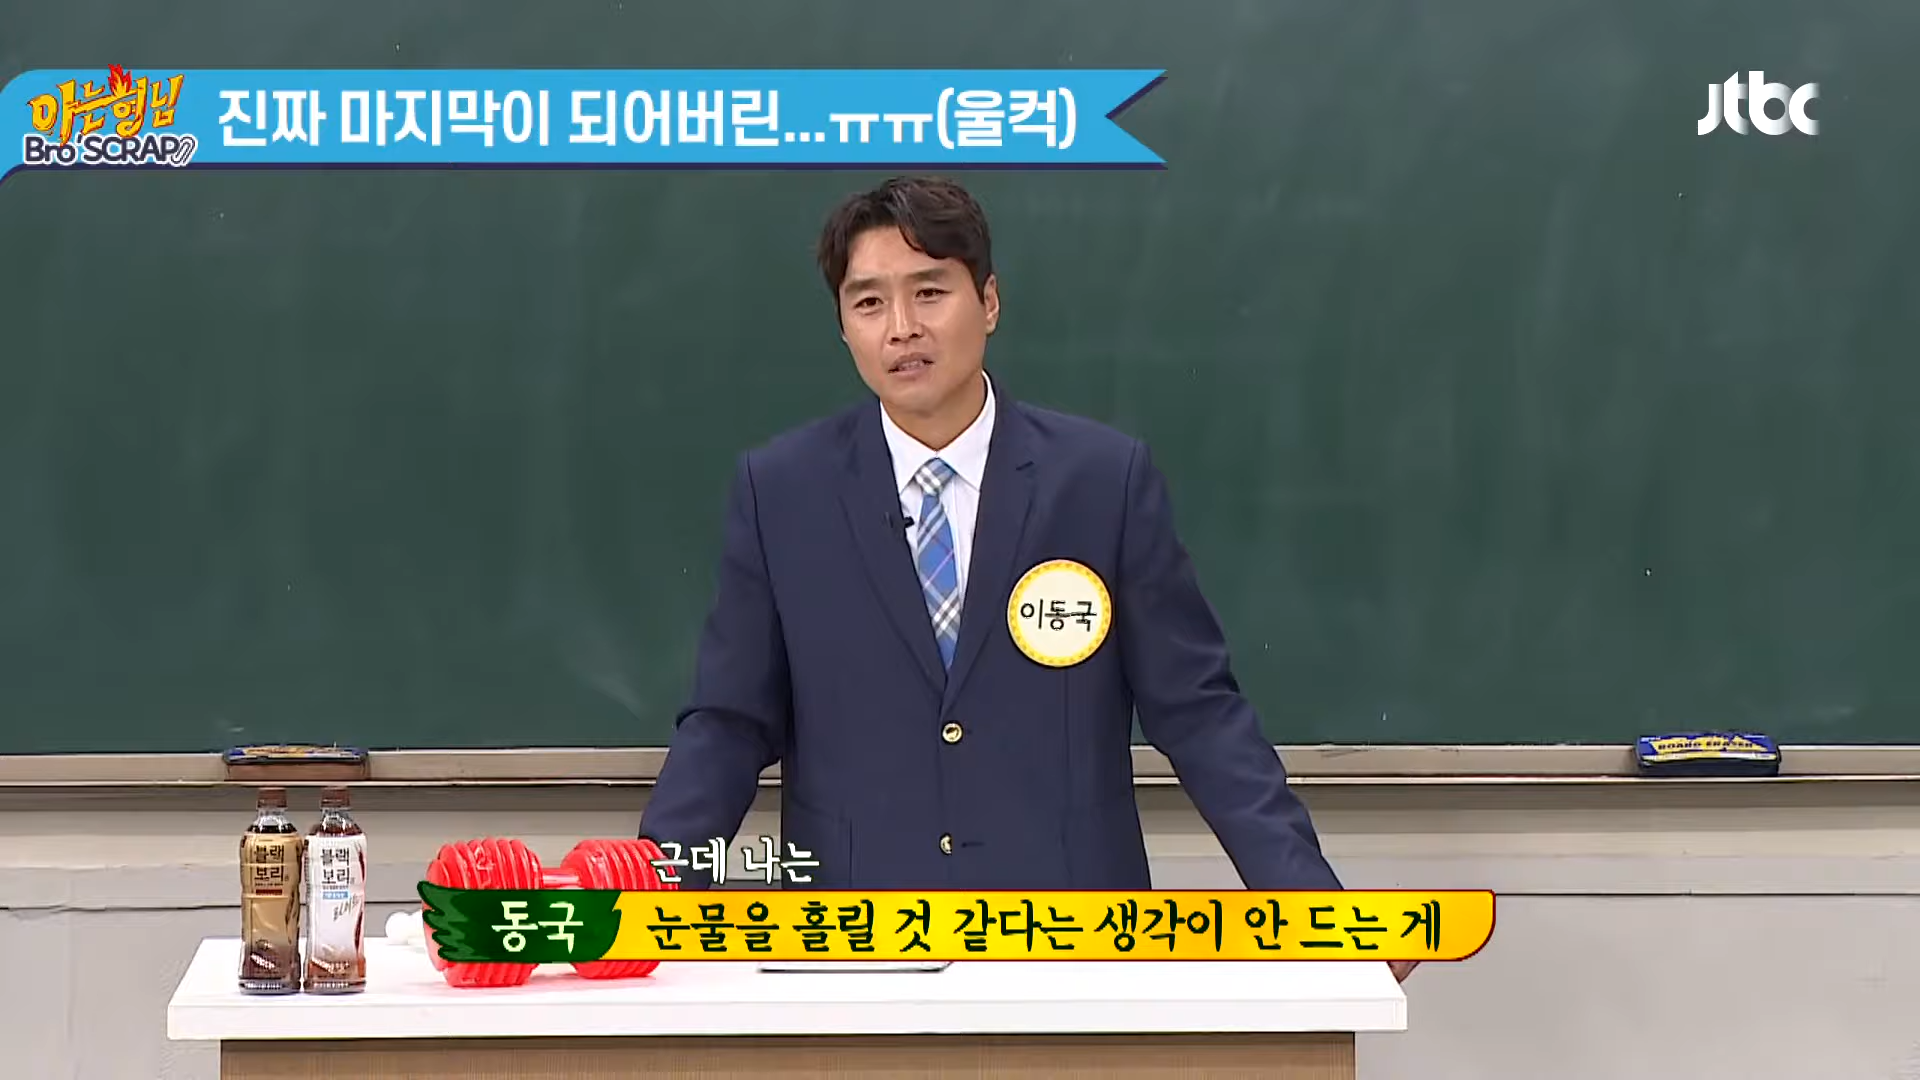 아는형님
Bro'SCRAP
진짜 마지막이 되어버린...ㅠㅠ(울컥)
jtbc
이동국
BOARD ERASER
블랙보리
블랙보리
근데 나는
동국 눈물을 흘릴 것 같다는 생각이 안 드는 게